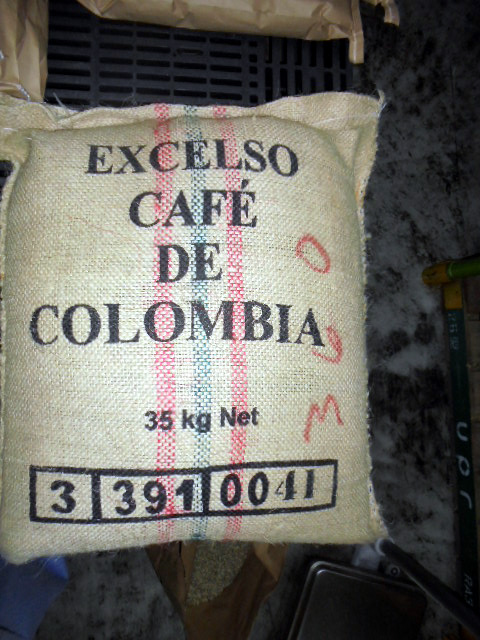 EXCELSO
CAFÉ
DE
COLOMBIA
35 kg Net
3 391 0041